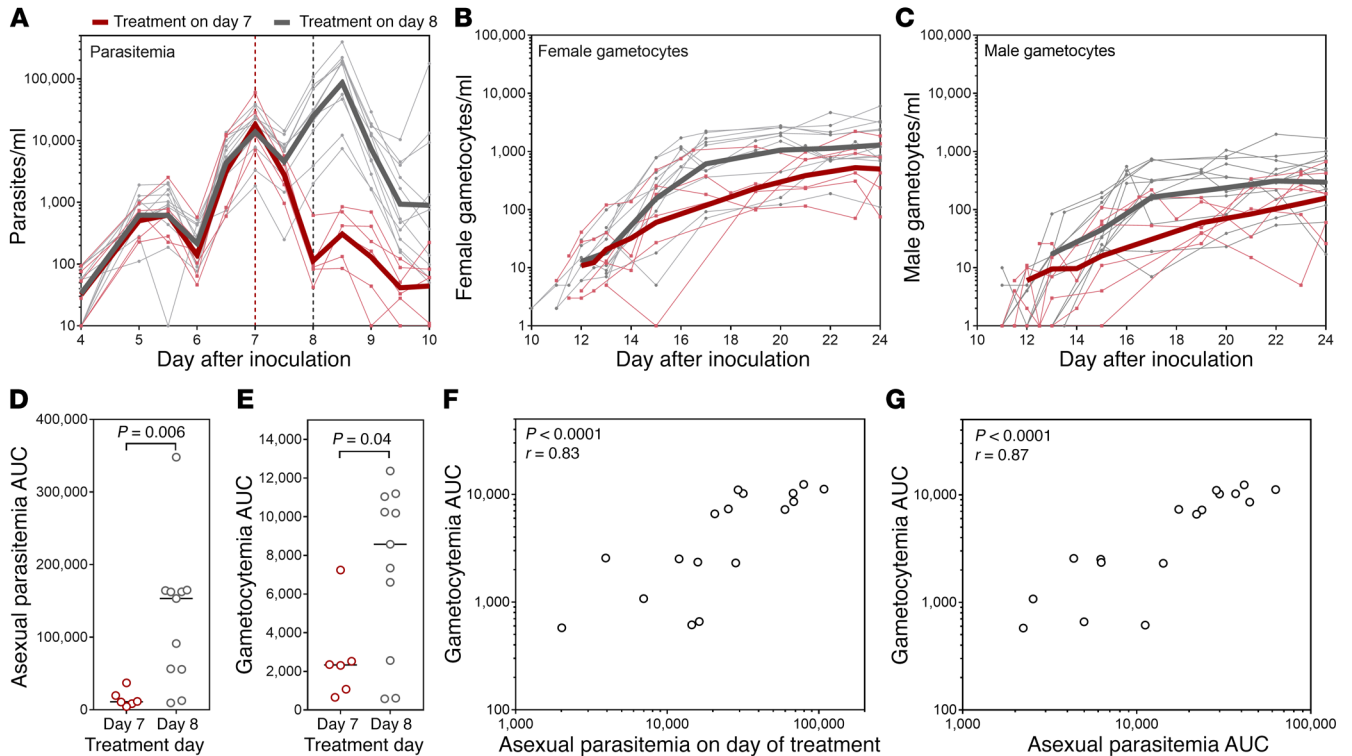 A
Treatment on day 7
Treatment on day 8
Parasitemia
Parasites/ml
100,000
10,000
1,000
100
10
4 5 6 7 8 9 10
Day after inoculation
B
Female gametocytes
Female gametocytes/ml
100,000
10,000
1,000
100
10
1
10 12 14 16 18 20 22 24
Day after inoculation
C
Male gametocytes
Male gametoytes/ml
100,000
10,000
1,000
100
10
1
10 12 14 16 18 20 22 24
Day after inoculation
D
Asexual parasitemia AUC
400,000
300,000
200,000
100,000
0
P = 0.006
Day 7 Day 8
Treatment day
E
Gametocytemia AUC
14,000
12,000
10,000
8,000
6,000
4,000
2,000
0
P = 0.04
Day 7 Day 8
Treatment day
F
P < 0.0001
r = 0.83
Gametocytemia AUC
10,000
1,000
100
1,000 10,000 100,000
Asexual parasitemia on day of treatment
G
P < 0.0001
r = 0.87
Gametocytemia AUC
10,000
1,000
100
1,000 10,000 100,000
Asexual parasitemia AUC